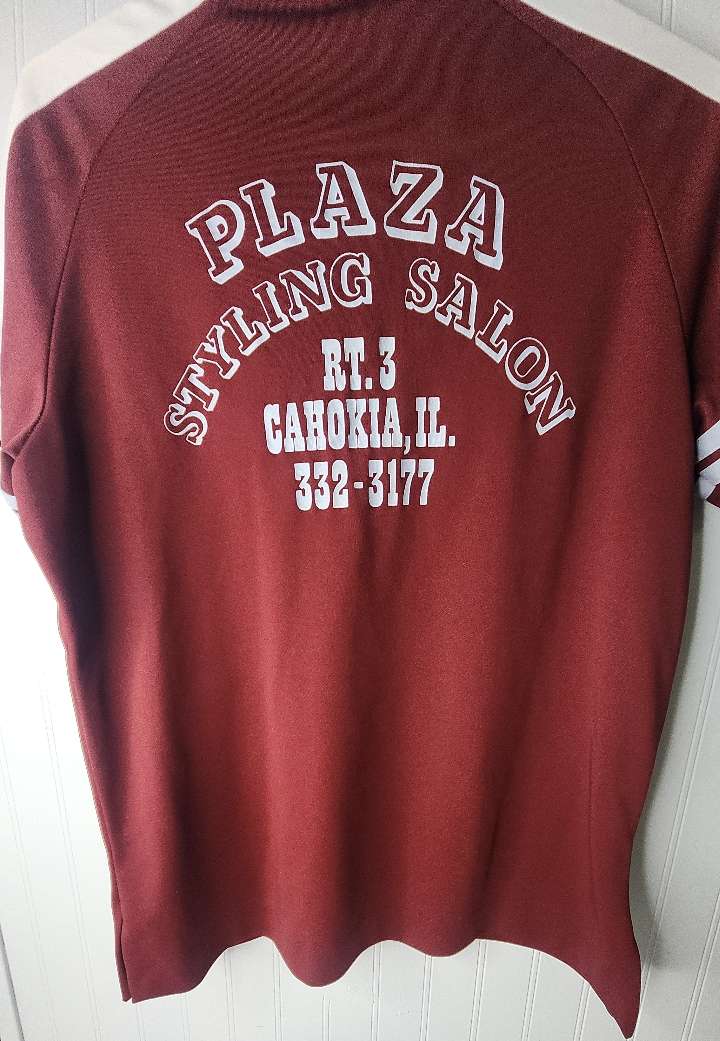 PLAZA
STYLING SALON
RT. 3
CAHOKIA, IL.
332-3177